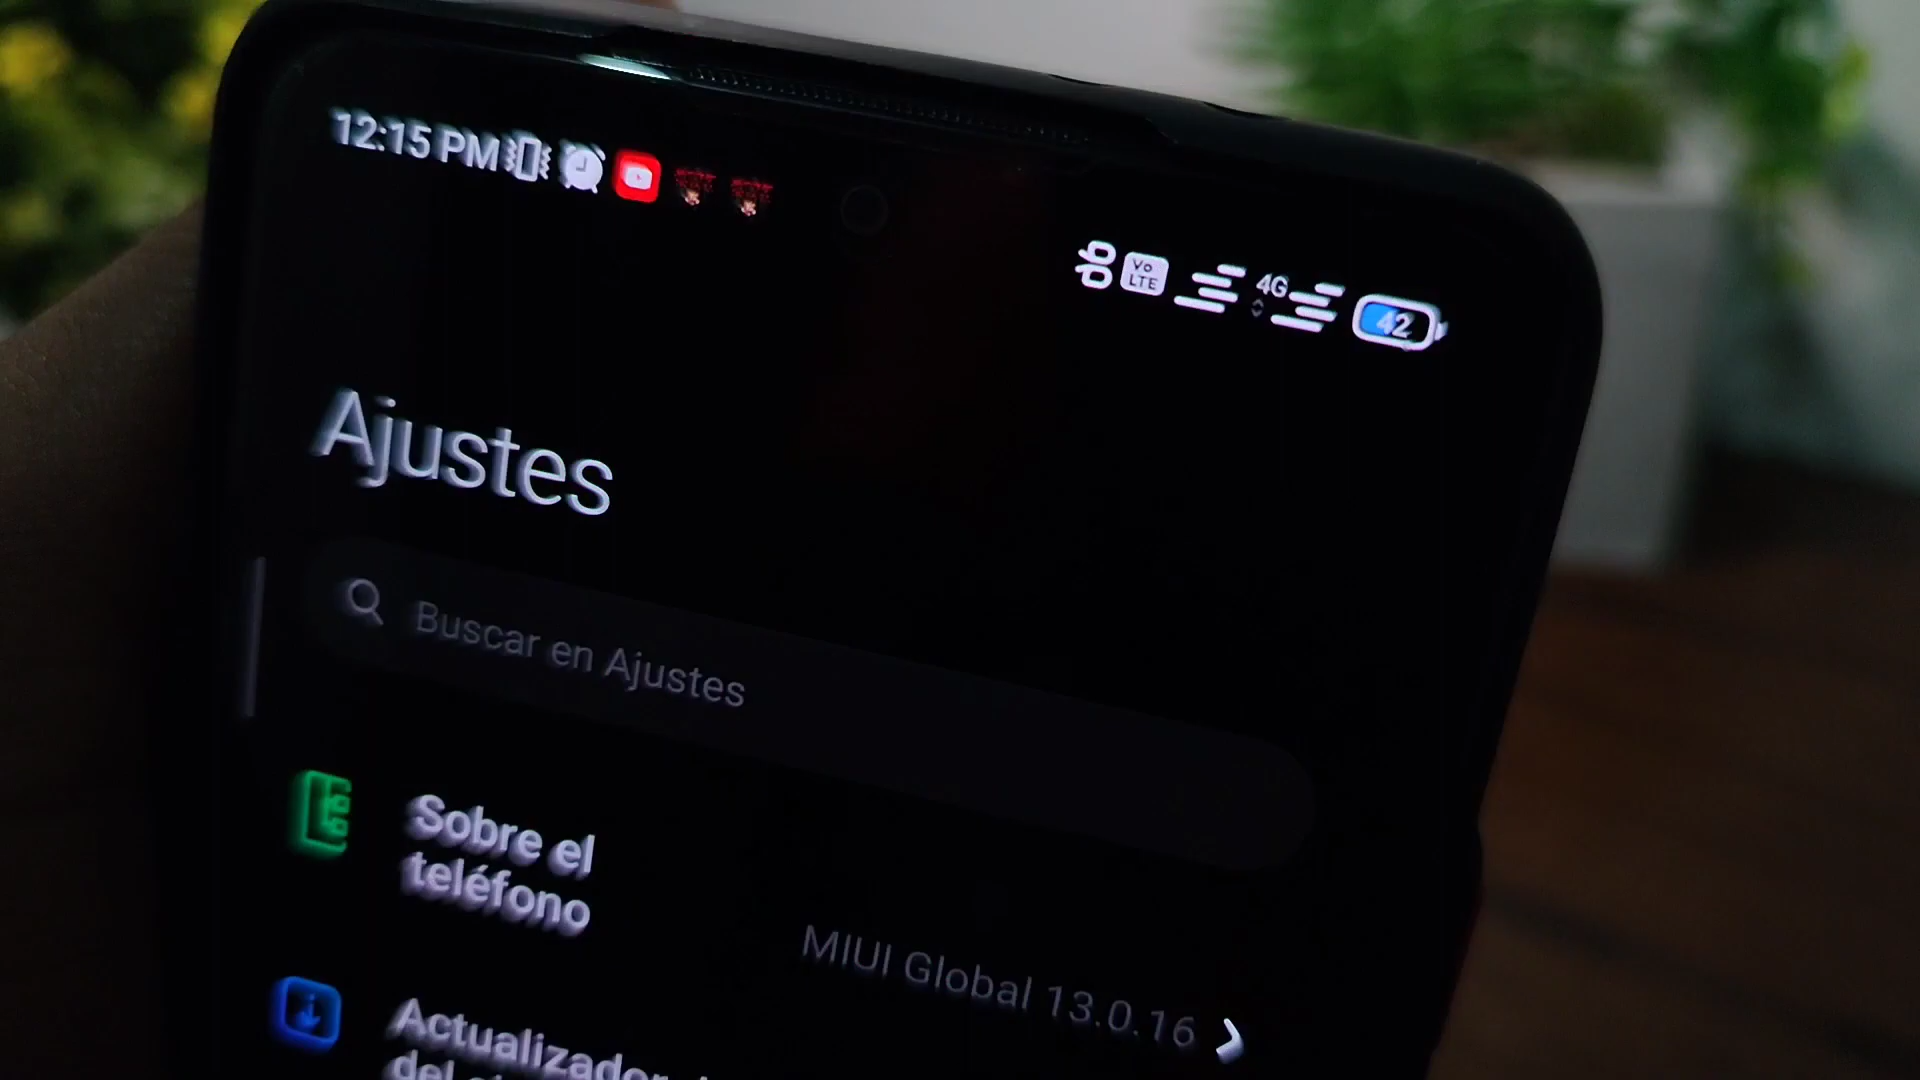 12:15 PM
Vo
LTE
4G
42
Ajustes
Buscar en Ajustes
Sobre el
teléfono
MIUI Global 13.0.16
Actualizador
del